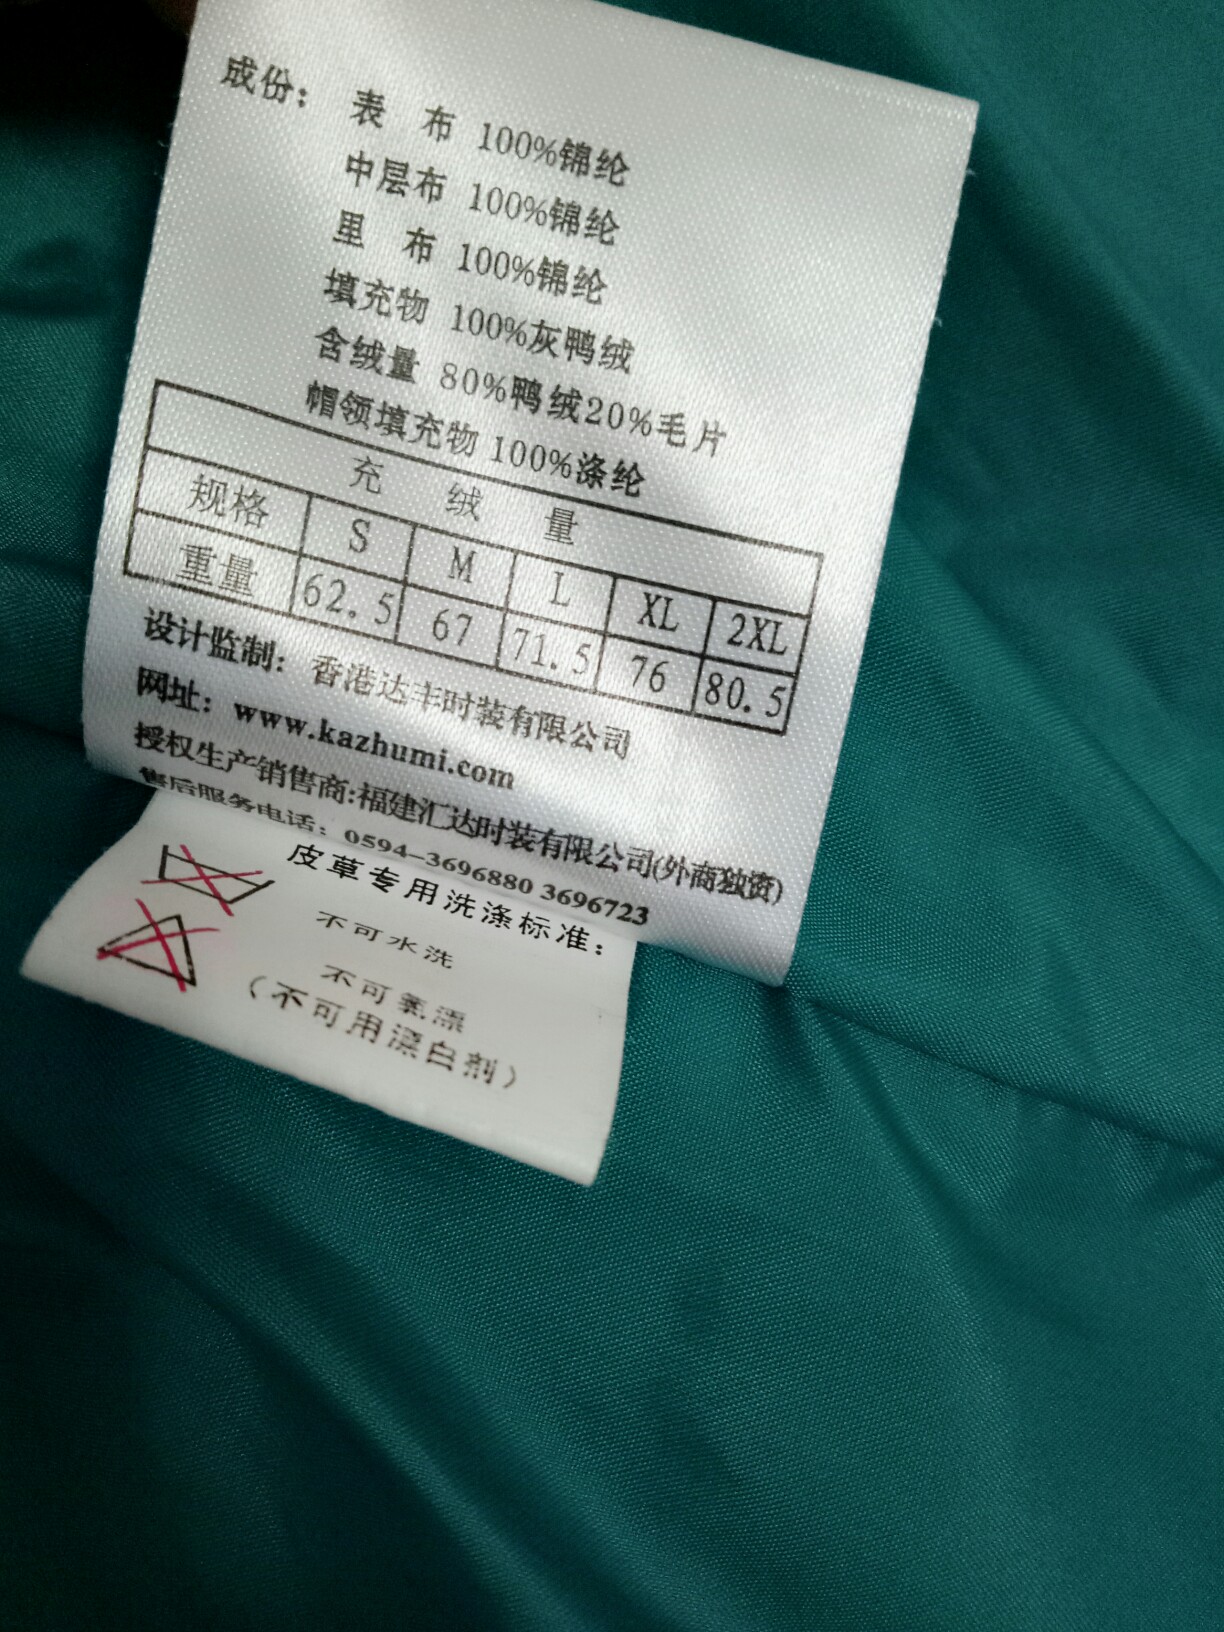 成份： 表 布 100%锦纶
中层布 100%锦纶
里 布 100%锦纶
填充物 100%灰鸭绒
含绒量 80%鸭绒20%毛片
帽领填充物 100%涤纶
充 绒 量
规格 S M L XL 2XL
重量 62.5 67 71.5 76 80.5
设计监制： 香港达丰时装有限公司
网址： www.kazhumi.com
授权生产销售商:福建汇达时装有限公司(外商独资)
售后服务电话： 0594-3696880 3696723
皮草专用洗涤标准：
不可水洗
不可氯漂
（不可用漂白剂）